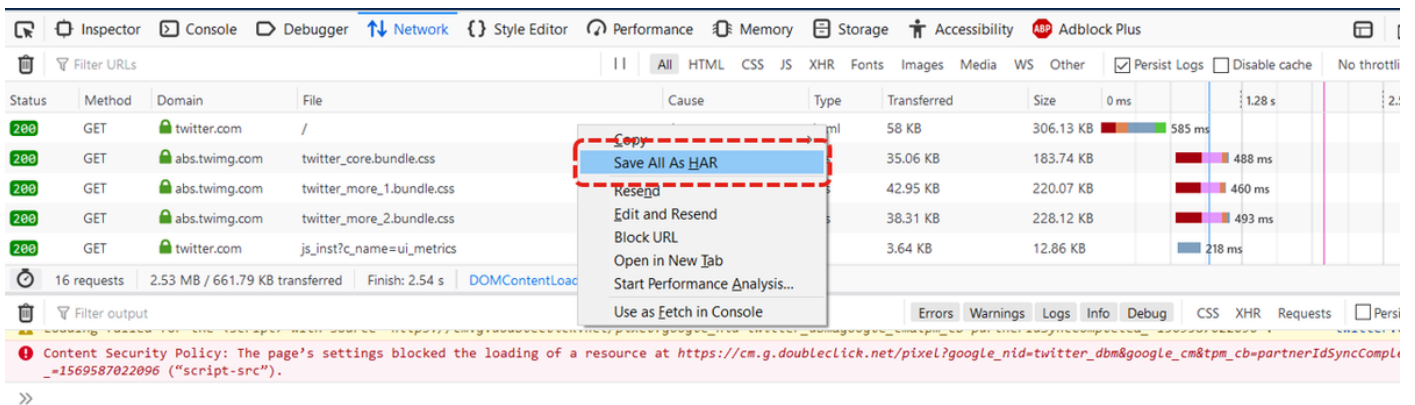 Inspector Console Debugger Network Style Editor Performance Memory Storage Accessibility ABP Adblock Plus
Filter URLs All HTML CSS JS XHR Fonts Images Media WS Other Persist Logs Disable cache No throttli
Status Method Domain File Cause Type Transferred Size 0 ms 1.28 s 2.
200 GET twitter.com / ml 58 KB 306.13 KB 585 ms
200 GET abs.twimg.com twitter_core.bundle.css 35.06 KB 183.74 KB 488 ms
200 GET abs.twimg.com twitter_more_1.bundle.css 42.95 KB 220.07 KB 460 ms
200 GET abs.twimg.com twitter_more_2.bundle.css 38.31 KB 228.12 KB 493 ms
200 GET twitter.com js_inst?c_name=ui_metrics 3.64 KB 12.86 KB 218 ms
Copy
Save All As HAR
Resend
Edit and Resend
Block URL
Open in New Tab
Start Performance Analysis...
Use as Fetch in Console
16 requests 2.53 MB / 661.79 KB transferred Finish: 2.54 s DOMContentLoad
Filter output Errors Warnings Logs Info Debug CSS XHR Requests Persi
Content Security Policy: The page's settings blocked the loading of a resource at https://cm.g.doubleclick.net/pixel?google_nid=twitter_dbm&google_cm&tpm_cb=partnerIdSyncComple
_=1569587022096 ("script-src").